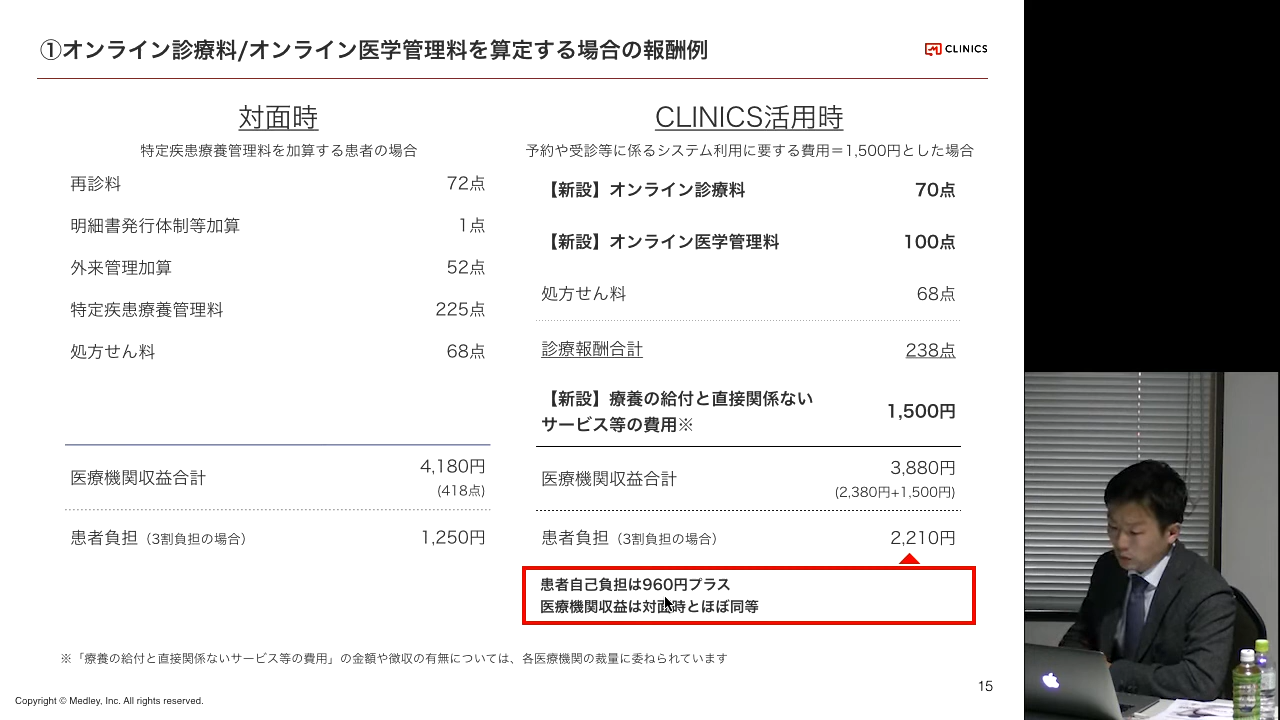 ①オンライン診療料/オンライン医学管理料を算定する場合の報酬例
CLINICS
対面時
特定疾患療養管理料を加算する患者の場合
再診料 72点
明細書発行体制等加算 1点
外来管理加算 52点
特定疾患療養管理料 225点
処方せん料 68点
医療機関収益合計 4,180円
(418点)
患者負担（3割負担の場合） 1,250円
CLINICS活用時
予約や受診等に係るシステム利用に要する費用＝1,500円とした場合
【新設】オンライン診療料 70点
【新設】オンライン医学管理料 100点
処方せん料 68点
診療報酬合計 238点
【新設】療養の給付と直接関係ない
サービス等の費用※ 1,500円
医療機関収益合計 3,880円
(2,380円+1,500円)
患者負担（3割負担の場合） 2,210円
患者自己負担は960円プラス
医療機関収益は対面時とほぼ同等
※「療養の給付と直接関係ないサービス等の費用」の金額や徴収の有無については、各医療機関の裁量に委ねられています
15
Copyright © Medley, Inc. All rights reserved.